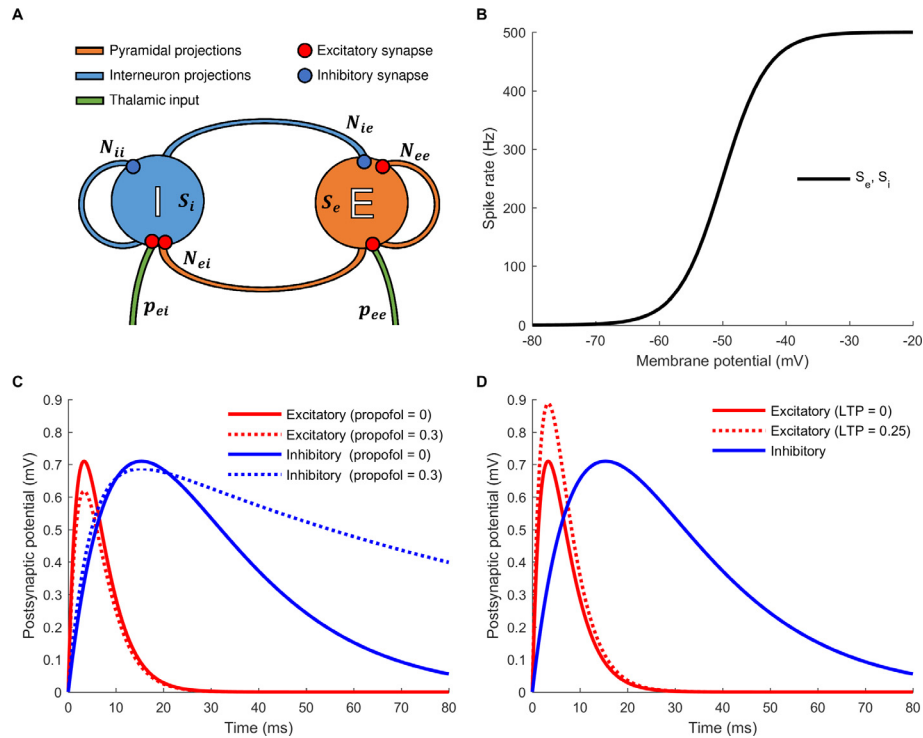 A
Pyramidal projections
Interneuron projections
Thalamic input
Excitatory synapse
Inhibitory synapse
N_ie
N_ii
N_ee
I
S_i
S_e
E
N_ei
p_ei
p_ee
B
500
400
300
200
100
0
-80 -70 -60 -50 -40 -30 -20
Spike rate (Hz)
Membrane potential (mV)
S_e, S_i
C
0.9
0.8
0.7
0.6
0.5
0.4
0.3
0.2
0.1
0
0 10 20 30 40 50 60 70 80
Postsynaptic potential (mV)
Time (ms)
Excitatory (propofol = 0)
Excitatory (propofol = 0.3)
Inhibitory (propofol = 0)
Inhibitory (propofol = 0.3)
D
0.9
0.8
0.7
0.6
0.5
0.4
0.3
0.2
0.1
0
0 10 20 30 40 50 60 70 80
Postsynaptic potential (mV)
Time (ms)
Excitatory (LTP = 0)
Excitatory (LTP = 0.25)
Inhibitory